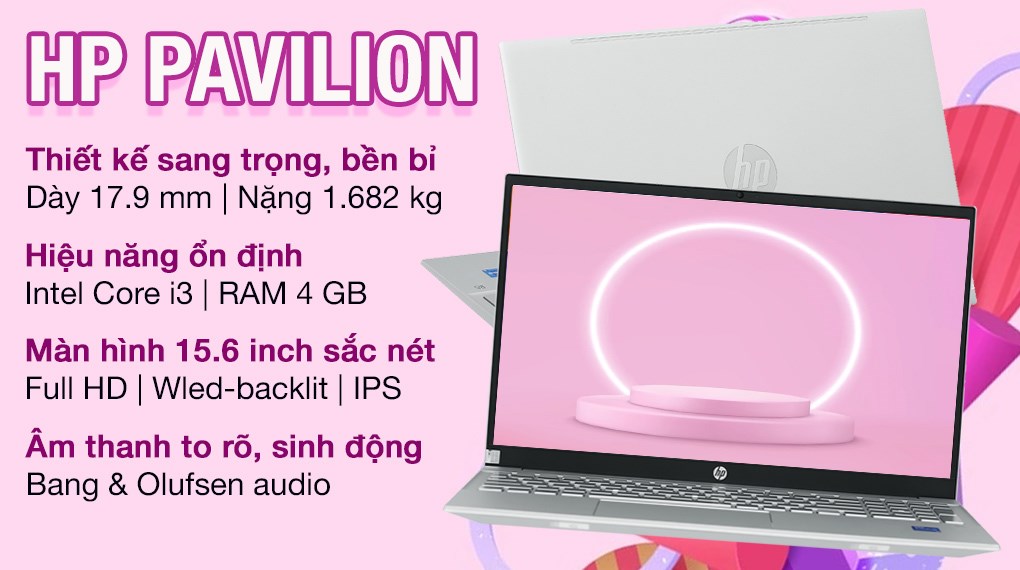 HP PAVILION
Thiết kế sang trọng, bền bỉ
Dày 17.9 mm | Nặng 1.682 kg
Hiệu năng ổn định
Intel Core i3 | RAM 4 GB
Màn hình 15.6 inch sắc nét
Full HD | Wled-backlit | IPS
Âm thanh to rõ, sinh động
Bang & Olufsen audio
hp
hp